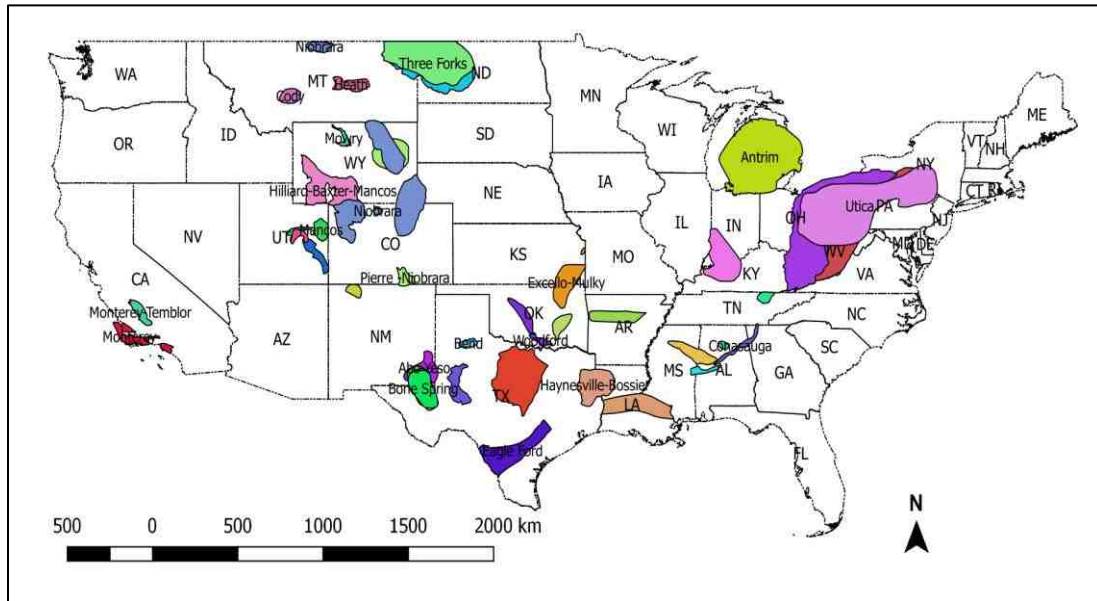 Niobrara
Three Forks
ND
WA
MT
Heath
Cody
MN
ME
OR
ID
Mowry
WY
SD
WI
VT
NH
Antrim
NY
Hilliard-Baxter-Mancos
NE
IA
CT
RI
Niobrara
Utica
PA
NJ
NV
UT
Mancos
CO
IL
IN
OH
MD
DE
CA
KS
MO
WV
VA
KY
Pierre -Niobrara
Excello-Mulky
Monterey-Temblor
TN
NC
Monterey
AZ
NM
OK
AR
Bend
Woodford
Conasauga
SC
MS
AL
GA
Bone Spring
TX
Haynesville-Bossier
LA
Eagle Ford
FL
N
500 0 500 1000 1500 2000 km